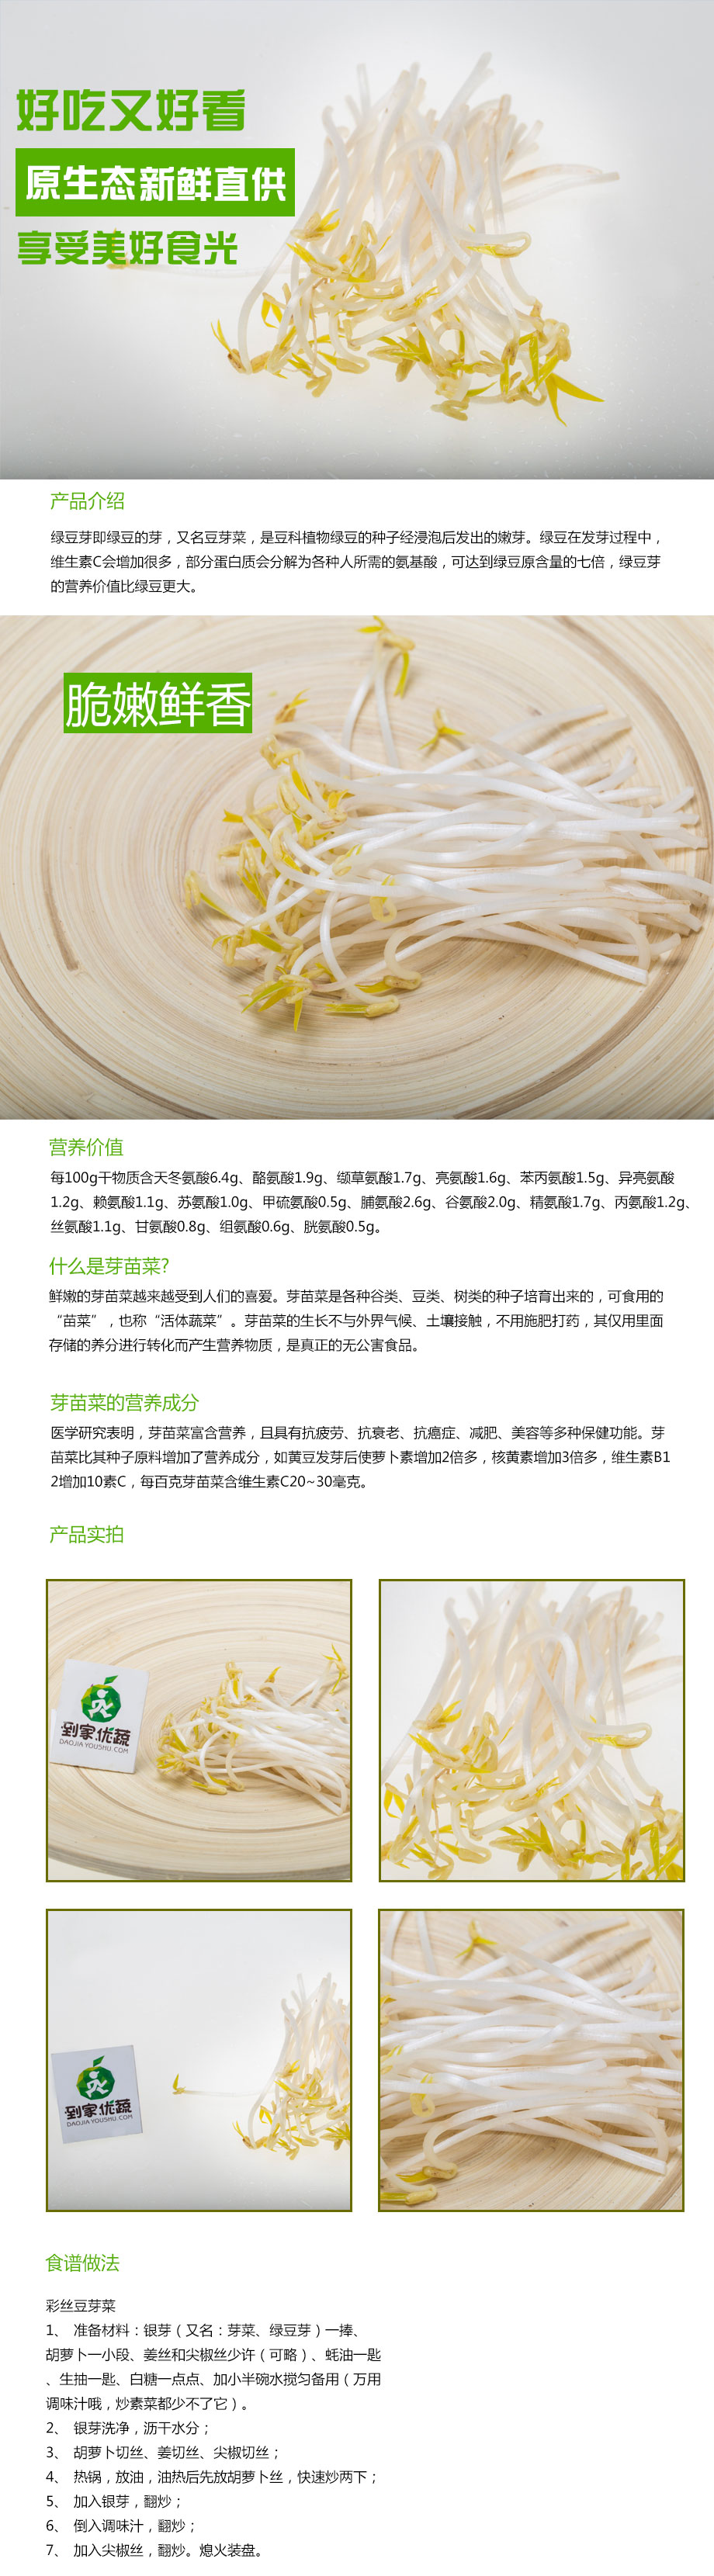 好吃又好看
原生态新鲜直供
享受美好食光
产品介绍
绿豆芽即绿豆的芽，又名豆芽菜，是豆科植物绿豆的种子经浸泡后发出的嫩芽。绿豆在发芽过程中，
维生素C会增加很多，部分蛋白质会分解为各种人所需的氨基酸，可达到绿豆原含量的七倍，绿豆芽
的营养价值比绿豆更大。
脆嫩鲜香
营养价值
每100g干物质含天冬氨酸6.4g、酪氨酸1.9g、缬草氨酸1.7g、亮氨酸1.6g、苯丙氨酸1.5g、异亮氨酸
1.2g、赖氨酸1.1g、苏氨酸1.0g、甲硫氨酸0.5g、脯氨酸2.6g、谷氨酸2.0g、精氨酸1.7g、丙氨酸1.2g、
丝氨酸1.1g、甘氨酸0.8g、组氨酸0.6g、胱氨酸0.5g。
什么是芽苗菜?
鲜嫩的芽苗菜越来越受到人们的喜爱。芽苗菜是各种谷类、豆类、树类的种子培育出来的，可食用的
“苗菜”，也称“活体蔬菜”。芽苗菜的生长不与外界气候、土壤接触，不用施肥打药，其仅用里面
存储的养分进行转化而产生营养物质，是真正的无公害食品。
芽苗菜的营养成分
医学研究表明，芽苗菜富含营养，且具有抗疲劳、抗衰老、抗癌症、减肥、美容等多种保健功能。芽
苗菜比其种子原料增加了营养成分，如黄豆发芽后使萝卜素增加2倍多，核黄素增加3倍多，维生素B1
2增加10素C，每百克芽苗菜含维生素C20~30毫克。
产品实拍
到家优蔬
DAOJIAYOUSHU.COM
到家优蔬
DAOJIAYOUSHU.COM
食谱做法
彩丝豆芽菜
1、 准备材料：银芽（又名：芽菜、绿豆芽）一捧、
胡萝卜一小段、姜丝和尖椒丝少许（可略）、蚝油一匙
、生抽一匙、白糖一点点、加小半碗水搅匀备用（万用
调味汁哦，炒素菜都少不了它）。
2、 银芽洗净，沥干水分；
3、 胡萝卜切丝、姜切丝、尖椒切丝；
4、 热锅，放油，油热后先放胡萝卜丝，快速炒两下；
5、 加入银芽，翻炒；
6、 倒入调味汁，翻炒；
7、 加入尖椒丝，翻炒。熄火装盘。